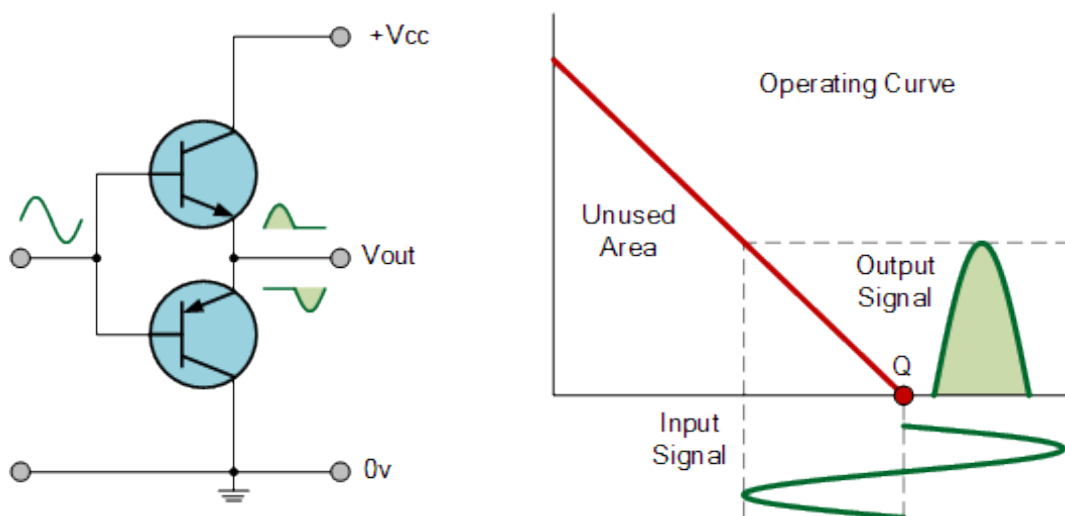 +Vcc
Vout
0v
Operating Curve
Unused
Area
Output
Signal
Q
Input
Signal